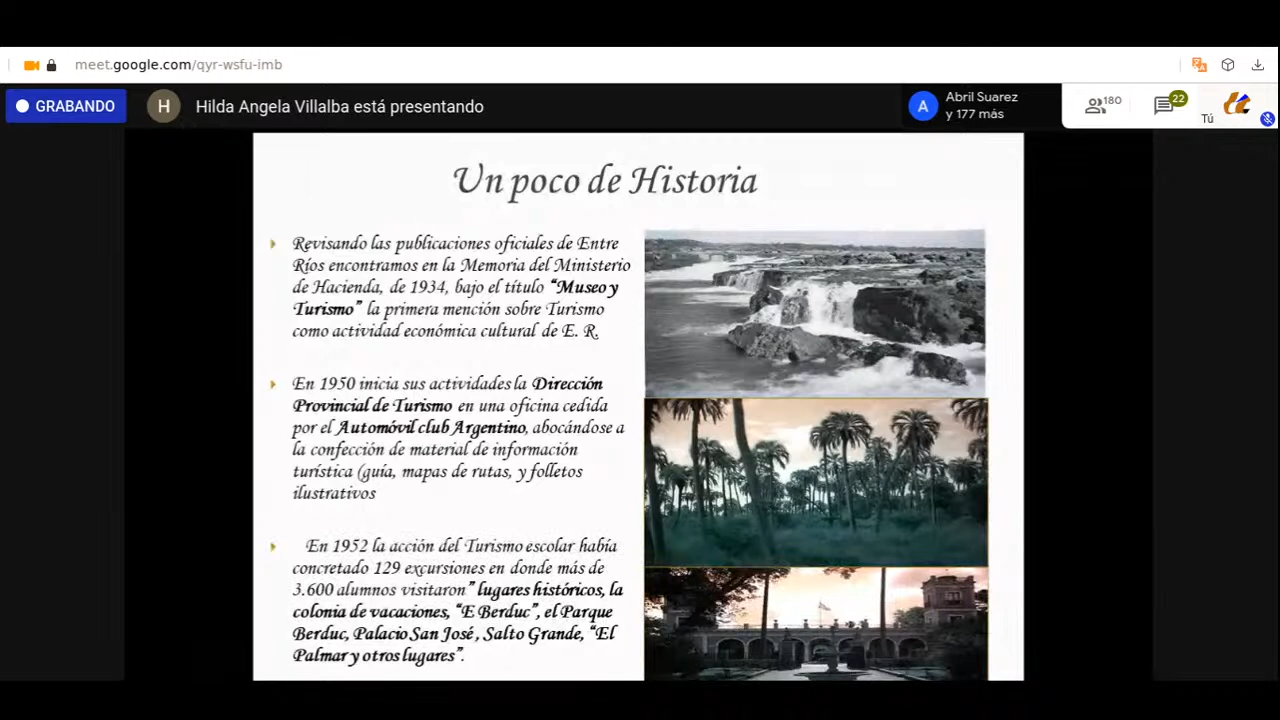 meet.google.com/qyr-wsfu-imb
GRABANDO
H
Hilda Angela Villalba está presentando
A
Abril Suarez
y 177 más
180
22
Tú
Un poco de Historia
Revisando las publicaciones oficiales de Entre
Ríos encontramos en la Memoria del Ministerio
de Hacienda, de 1934, bajo el título “Museo y
Turismo” la primera mención sobre Turismo
como actividad económica cultural de E. R.
En 1950 inicia sus actividades la Dirección
Provincial de Turismo en una oficina cedida
por el Automóvil club Argentino, abocándose a
la confección de material de información
turística (guía, mapas de rutas, y folletos
ilustrativos
En 1952 la acción del Turismo escolar había
concretado 129 excursiones en donde más de
3.600 alumnos visitaron” lugares históricos, la
colonia de vacaciones, “E Berduc”, el Parque
Berduc, Palacio San José, Salto Grande, “El
Palmar y otros lugares”.